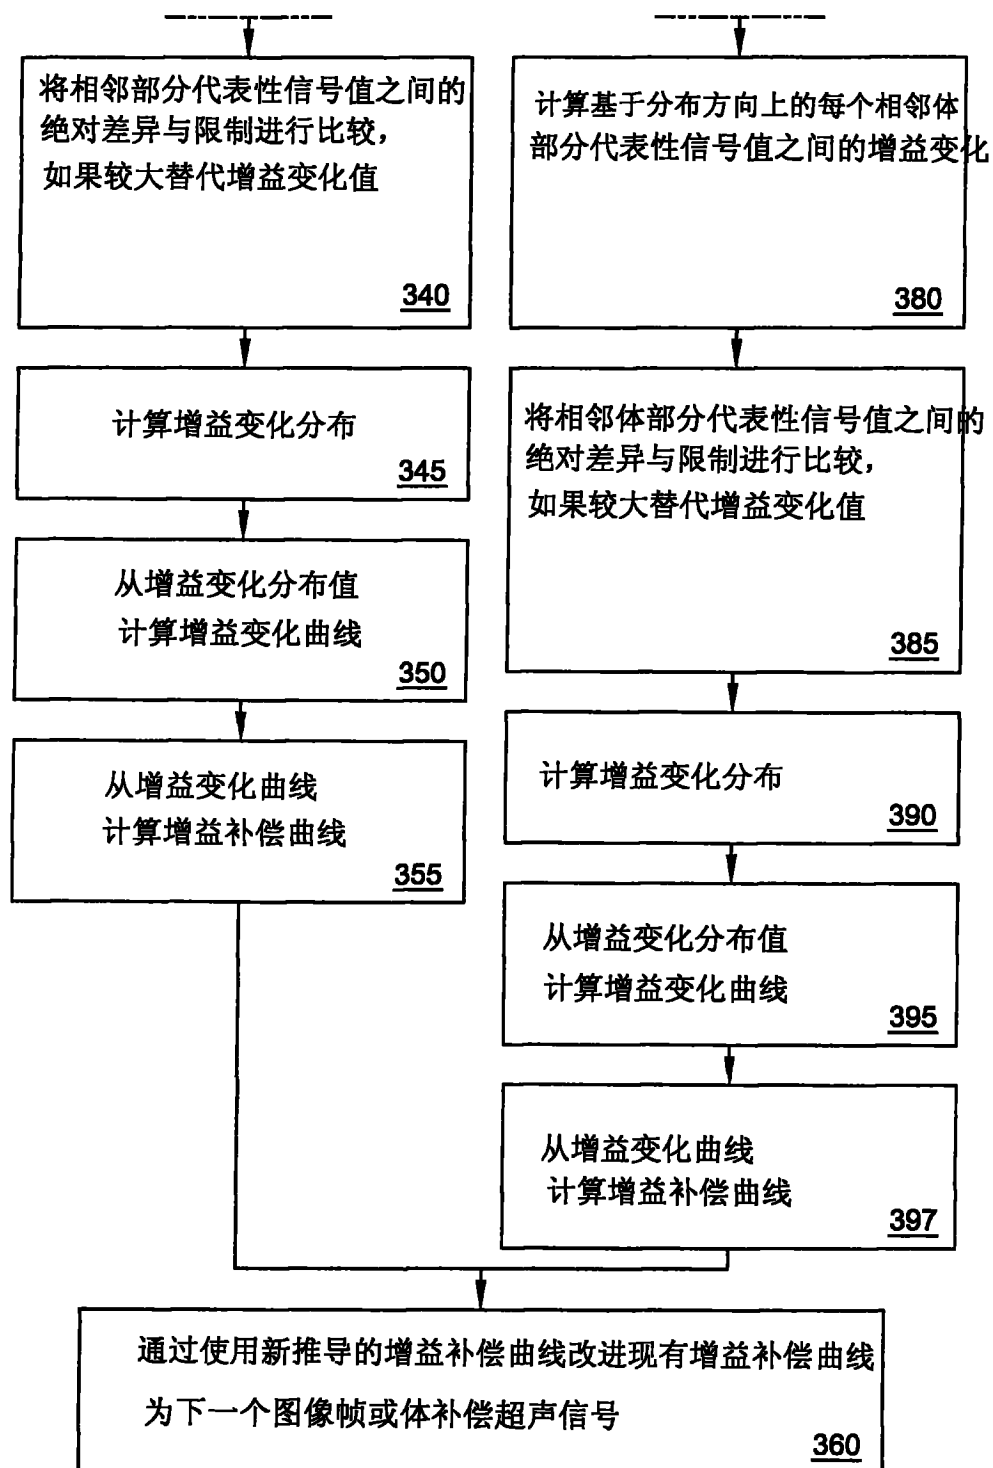 将相邻部分代表性信号值之间的
绝对差异与限制进行比较，
如果较大替代增益变化值
340
计算增益变化分布
345
从增益变化分布值
计算增益变化曲线
350
从增益变化曲线
计算增益补偿曲线
355
计算基于分布方向上的每个相邻体
部分代表性信号值之间的增益变化
380
将相邻体部分代表性信号值之间的
绝对差异与限制进行比较，
如果较大替代增益变化值
385
计算增益变化分布
390
从增益变化分布值
计算增益变化曲线
395
从增益变化曲线
计算增益补偿曲线
397
通过使用新推导的增益补偿曲线改进现有增益补偿曲线
为下一个图像帧或体补偿超声信号
360